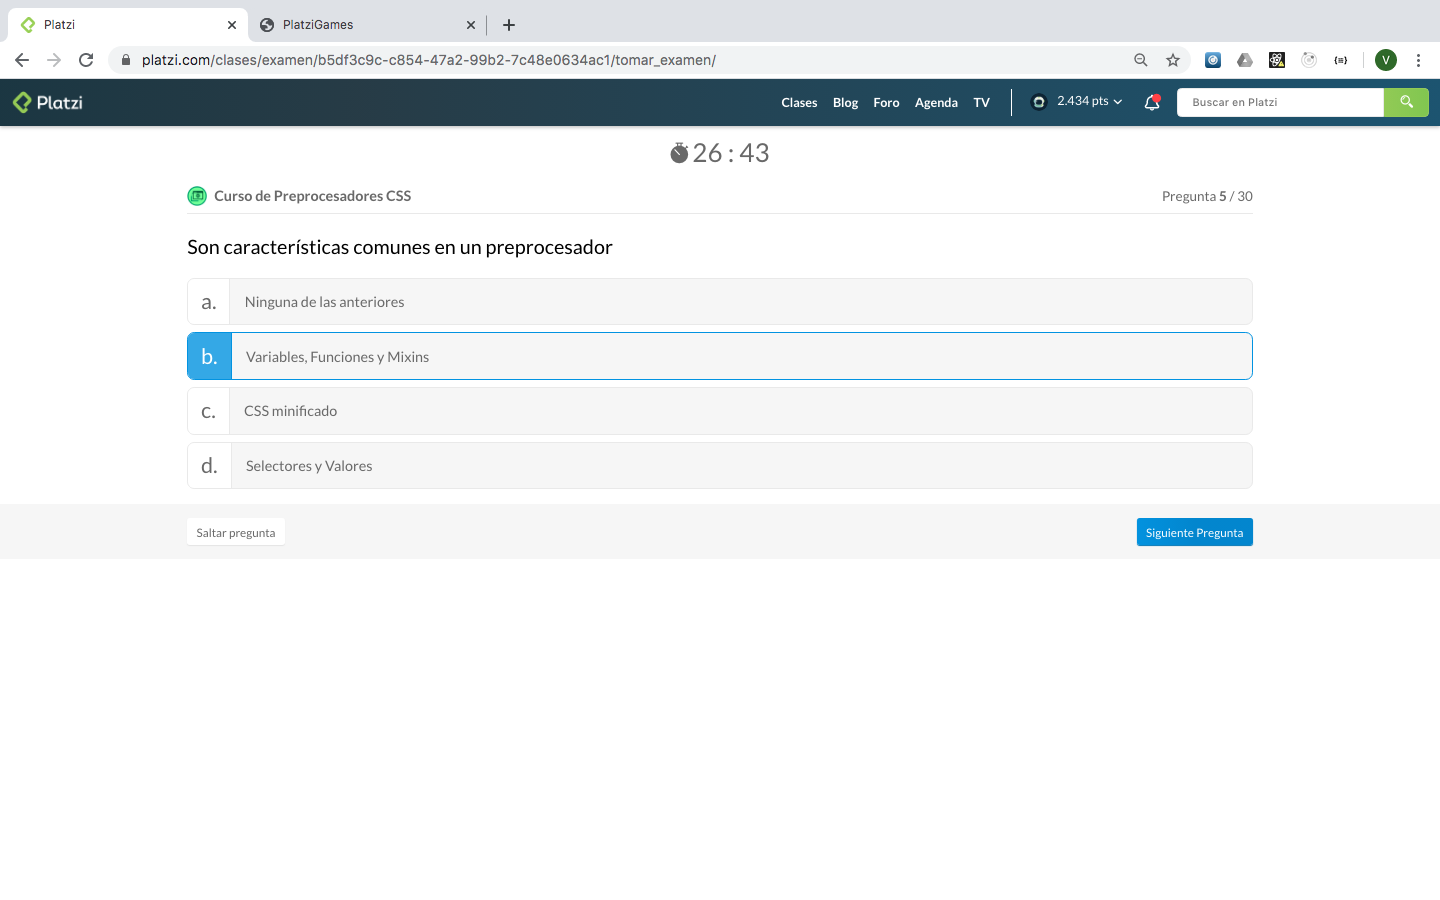 Platzi
PlatziGames
platzi.com/clases/examen/b5df3c9c-c854-47a2-99b2-7c48e0634ac1/tomar_examen/
V
Platzi
Clases Blog Foro Agenda TV
2.434 pts
Buscar en Platzi
26 : 43
Curso de Preprocesadores CSS
Pregunta 5 / 30
Son características comunes en un preprocesador
a. Ninguna de las anteriores
b. Variables, Funciones y Mixins
c. CSS minificado
d. Selectores y Valores
Saltar pregunta
Siguiente Pregunta